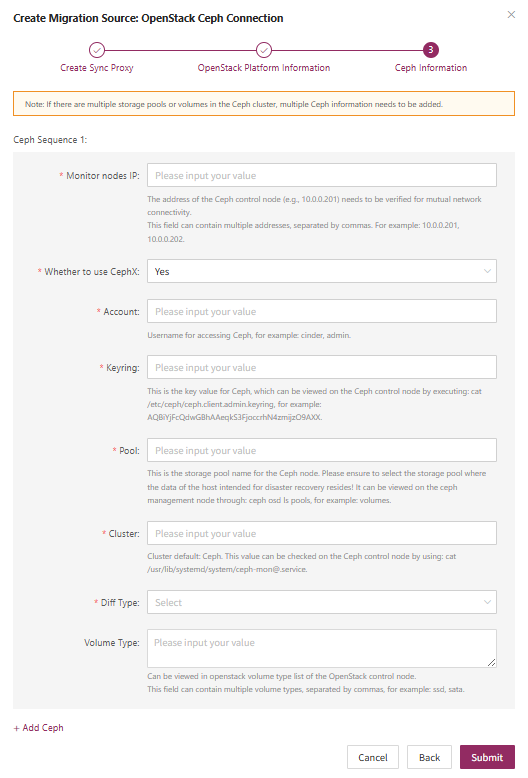 Create Migration Source: OpenStack Ceph Connection
3
Create Sync Proxy
OpenStack Platform Information
Ceph Information
Note: If there are multiple storage pools or volumes in the Ceph cluster, multiple Ceph information needs to be added.
Ceph Sequence 1:
* Monitor nodes IP:
Please input your value
The address of the Ceph control node (e.g., 10.0.0.201) needs to be verified for mutual network
connectivity.
This field can contain multiple addresses, separated by commas. For example: 10.0.0.201,
10.0.0.202.
* Whether to use CephX:
Yes
* Account:
Please input your value
Username for accessing Ceph, for example: cinder, admin.
* Keyring:
Please input your value
This is the key value for Ceph, which can be viewed on the Ceph control node by executing: cat
/etc/ceph/ceph.client.admin.keyring, for example:
AQBiYjFcQdwGBhAAeqkS3FjoccrhN4zmijzO9AXX.
* Pool:
Please input your value
This is the storage pool name for the Ceph node. Please ensure to select the storage pool where
the data of the host intended for disaster recovery resides! It can be viewed on the ceph
management node through: ceph osd ls pools, for example: volumes.
* Cluster:
Please input your value
Cluster default: Ceph. This value can be checked on the Ceph control node by using: cat
/usr/lib/systemd/system/ceph-mon@.service.
* Diff Type:
Select
Volume Type:
Please input your value
Can be viewed in openstack volume type list of the OpenStack control node.
This field can contain multiple volume types, separated by commas, for example: ssd, sata.
+ Add Ceph
Cancel
Back
Submit